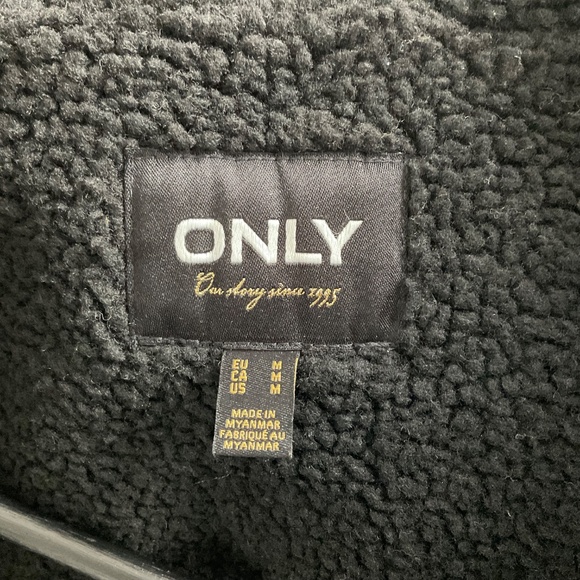 ONLY
Our story since 1995
EU M
CA M
US M
MADE IN
MYANMAR
FABRIQUÉ AU
MYANMAR